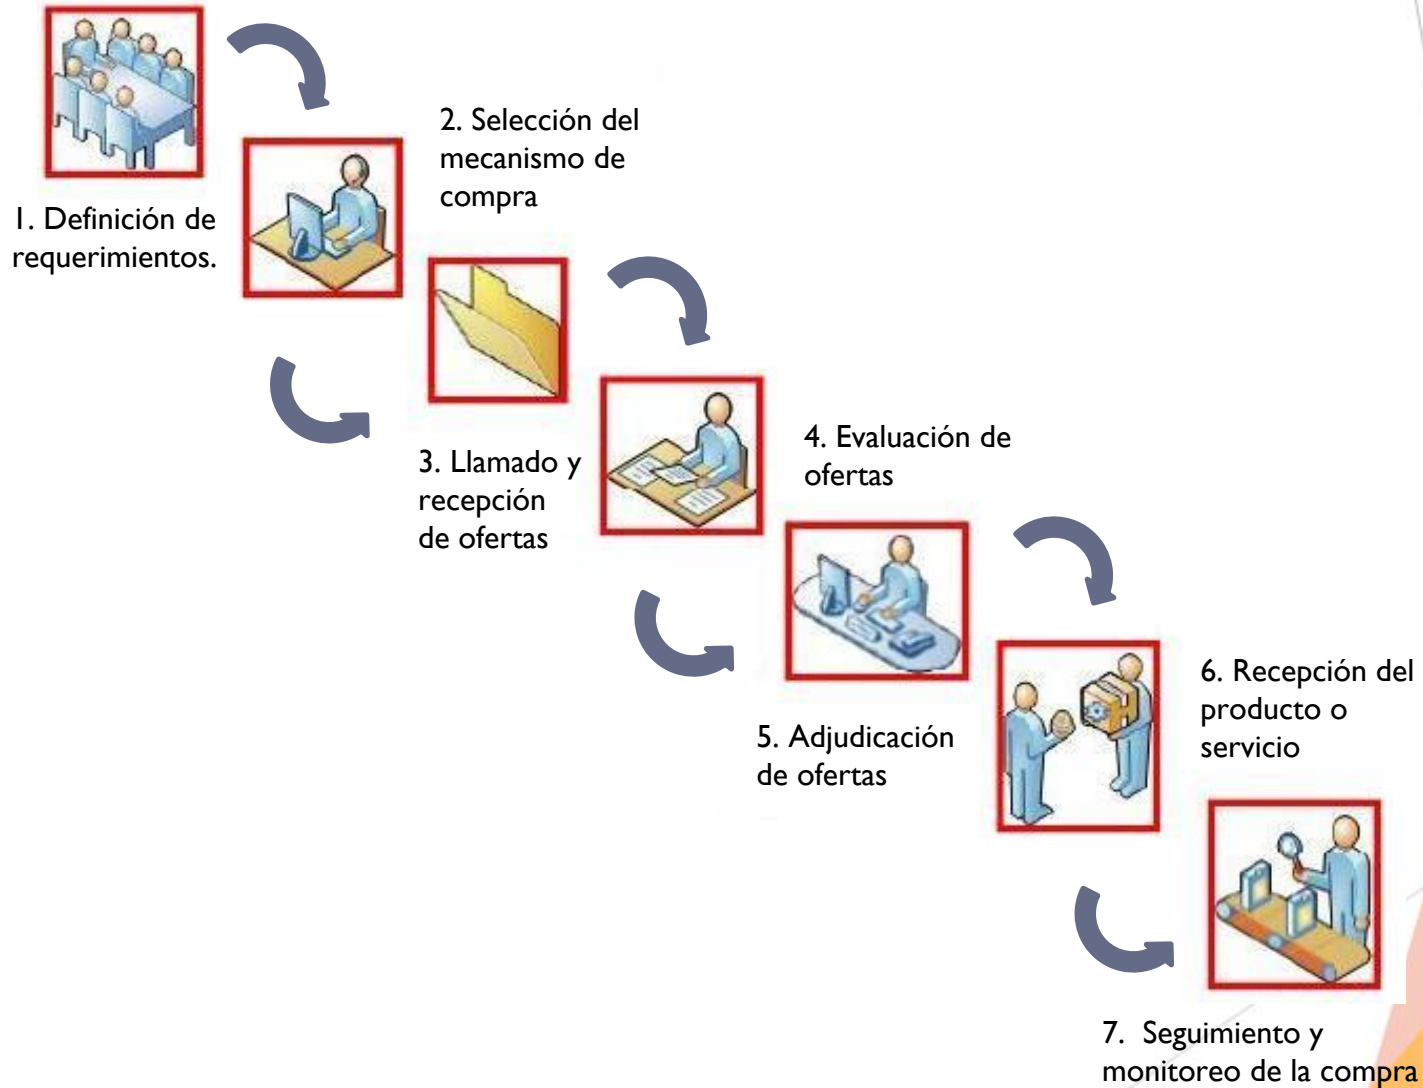 1. Definición de
requerimientos.
2. Selección del
mecanismo de
compra
3. Llamado y
recepción
de ofertas
4. Evaluación de
ofertas
5. Adjudicación
de ofertas
6. Recepción del
producto o
servicio
7. Seguimiento y
monitoreo de la compra